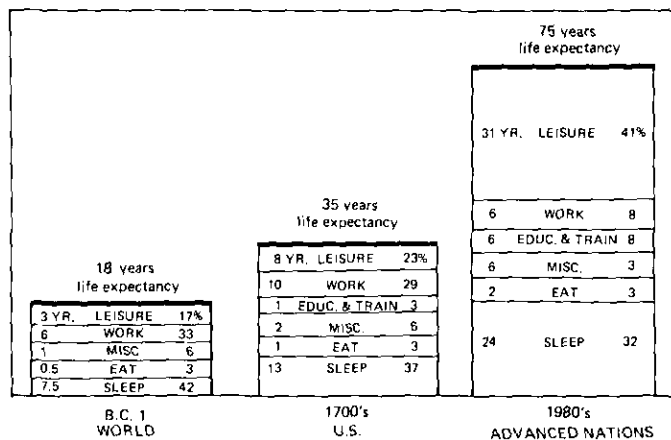 75 years
life expectancy
31 YR. LEISURE 41%
6 WORK 8
6 EDUC. & TRAIN 8
6 MISC. 3
2 EAT 3
24 SLEEP 32
35 years
life expectancy
8 YR. LEISURE 23%
10 WORK 29
1 EDUC. & TRAIN 3
2 MISC. 6
1 EAT 3
13 SLEEP 37
18 years
life expectancy
3 YR. LEISURE 17%
6 WORK 33
1 MISC 6
0.5 EAT 3
7.5 SLEEP 42
B.C. 1
WORLD
1700's
U.S.
1980's
ADVANCED NATIONS